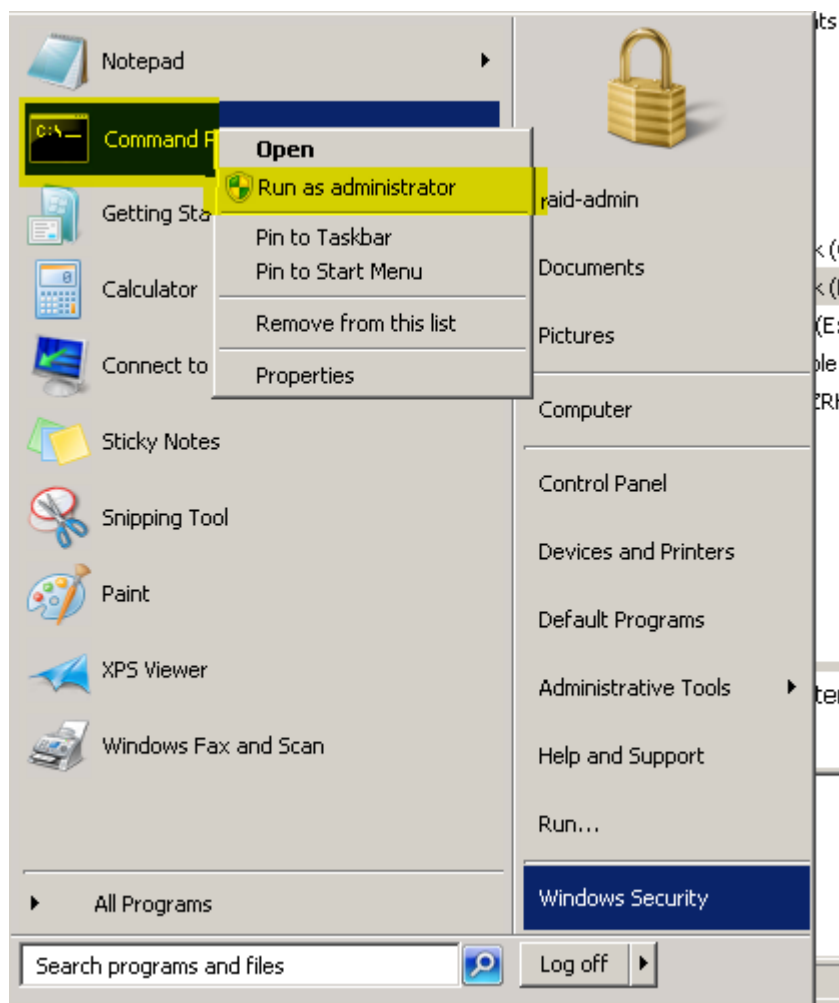 Notepad
C:\
Command P
Open
Run as administrator
Getting Sta
Pin to Taskbar
Pin to Start Menu
Calculator
Remove from this list
Connect to
Properties
Sticky Notes
Snipping Tool
Paint
XPS Viewer
Windows Fax and Scan
All Programs
Search programs and files
raid-admin
Documents
Pictures
Computer
Control Panel
Devices and Printers
Default Programs
Administrative Tools
Help and Support
Run...
Windows Security
Log off